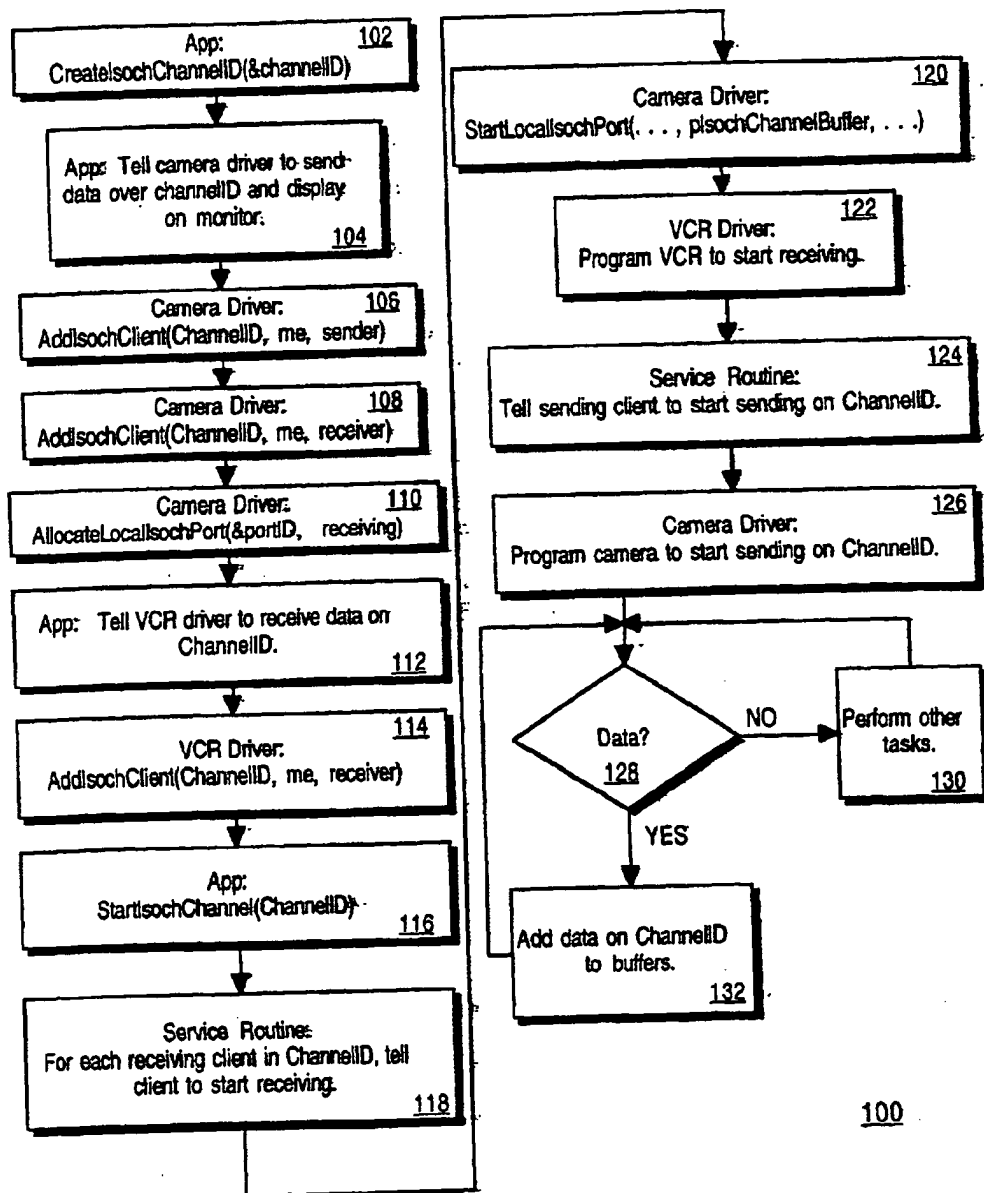 App:
102
CreateIsochChannelID(&channelID)
App: Tell camera driver to send
data over channelID and display
on monitor.
104
Camera Driver:
106
AddIsochClient(ChannelID, me, sender)
Camera Driver:
108
AddIsochClient(ChannelID, me, receiver)
Camera Driver:
110
AllocateLocalIsochPort(&portID, receiving)
App: Tell VCR driver to receive data on
ChannelID.
112
VCR Driver:
114
AddIsochClient(ChannelID, me, receiver)
App:
StartIsochChannel(ChannelID)
116
Service Routine:
For each receiving client in ChannelID, tell
client to start receiving.
118
120
Camera Driver:
StartLocalIsochPort(. . . , pIsochChannelBuffer, . . .)
122
VCR Driver:
Program VCR to start receiving.
124
Service Routine:
Tell sending client to start sending on ChannelID.
126
Camera Driver:
Program camera to start sending on ChannelID.
Data?
128
NO
Perform other
tasks.
130
YES
Add data on ChannelID
to buffers.
132
100